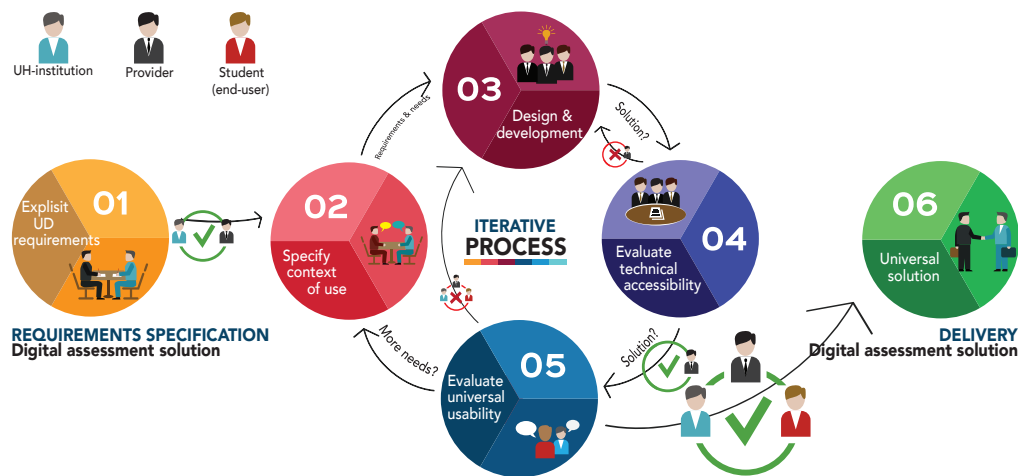 UH-institution
Provider
Student
(end-user)
01
Explisit
UD
requirements
REQUIREMENTS SPECIFICATION
Digital assessment solution
02
Specify
context
of use
Requirements & needs
03
Design &
development
Solution?
ITERATIVE
PROCESS
04
Evaluate
technical
accessibility
Solution?
05
Evaluate
universal
usability
More needs?
06
Universal
solution
DELIVERY
Digital assessment solution